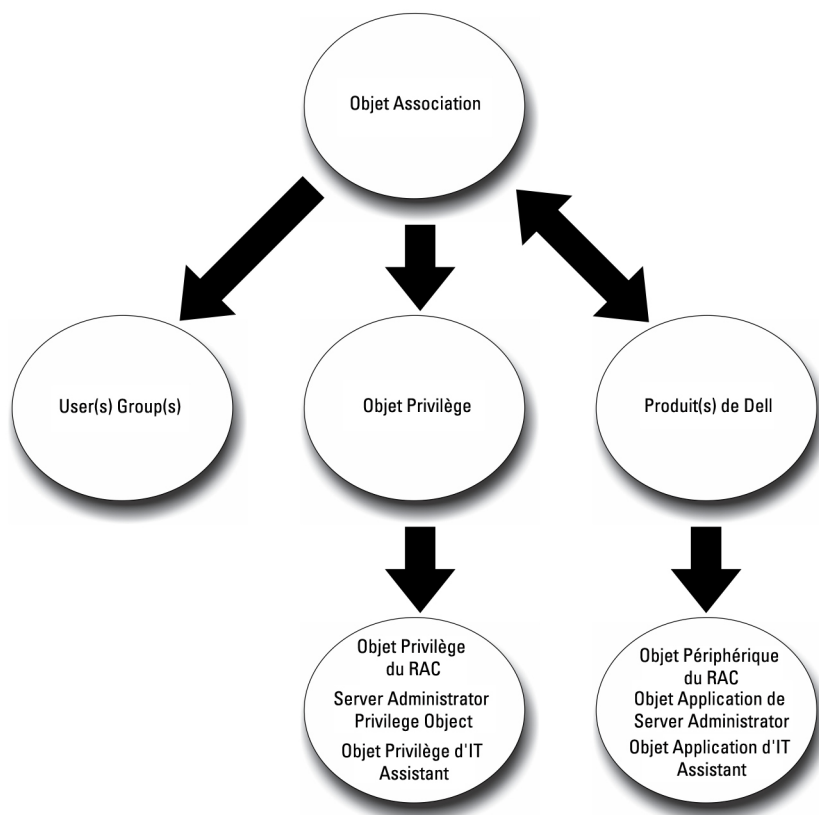 Objet Association
User(s) Group(s)
Objet Privilège
Produit(s) de Dell
Objet Privilège
du RAC
Server Administrator
Privilege Object
Objet Privilège d'IT
Assistant
Objet Périphérique
du RAC
Objet Application de
Server Administrator
Objet Application d'IT
Assistant